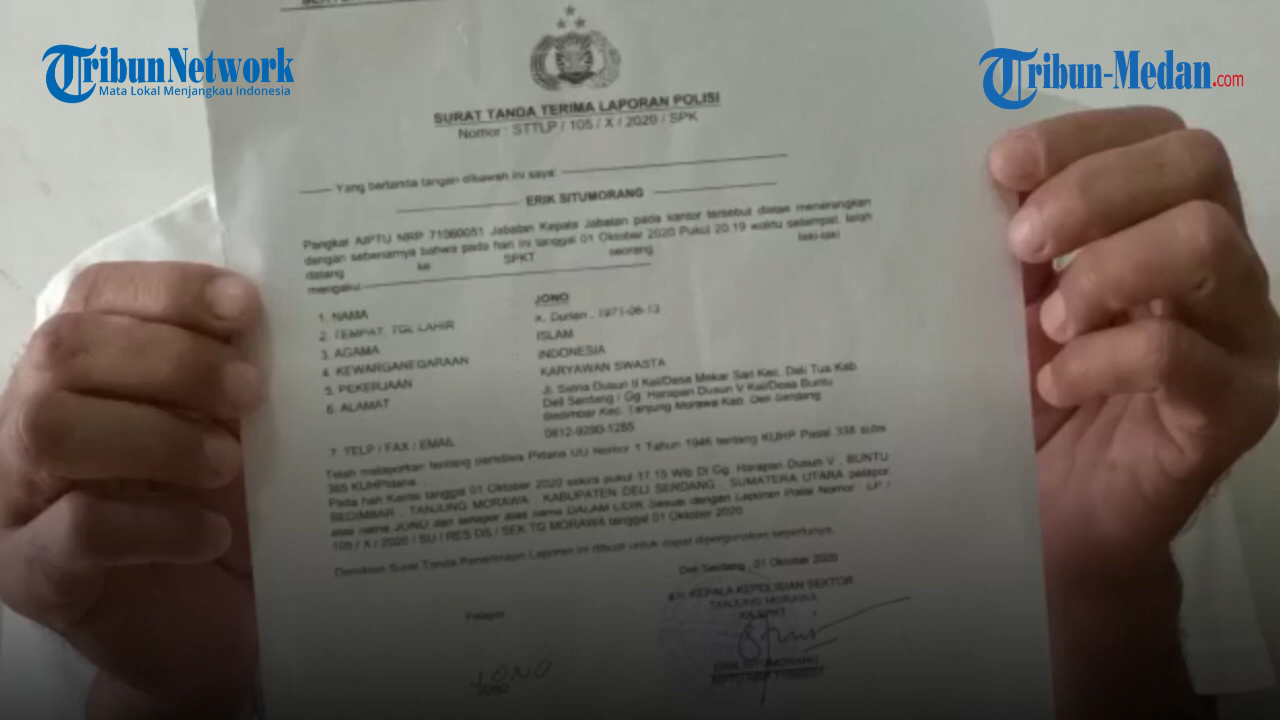 TribunNetwork
Mata Lokal Menjangkau Indonesia
Tribun-Medan.com
SURAT TANDA TERIMA LAPORAN POLISI
Nomor : STTLP / 105 / X / 2020 / SPK
Yang bertanda tangan dibawah ini saya:
ERIK SITUMORANG
Pangkat AIPTU NRP 71060051 Jabatan Kepala Jabatan pada kantor tersebut diatas menerangkan
dengan sebenarnya bahwa pada hari ini tanggal 01 Oktober 2020 Pukul 20.19 waktu setempat, telah
datang ke SPKT seorang laki-laki
mengaku
1. NAMA JONO
2. TEMPAT, TGL LAHIR K. Durian , 1971-06-13
3. AGAMA ISLAM
4. KEWARGANEGARAAN INDONESIA
5. PEKERJAAN KARYAWAN SWASTA
6. ALAMAT Jl. Satria Dusun II Kel/Desa Mekar Sari Kec. Deli Tua Kab.
Deli Serdang / Gg. Harapan Dusun V Kel/Desa Buntu
Bedimbar Kec. Tanjung Morawa Kab. Deli Serdang
7. TELP / FAX / EMAIL 0812-9290-1285
Telah melaporkan tentang peristiwa Pidana UU Nomor 1 Tahun 1946 tentang KUHP Pasal 338 subs
365 KUHPidana.
Pada hari Kamis tanggal 01 Oktober 2020 sekira pukul 17.15 Wib Di Gg. Harapan Dusun V , BUNTU
BEDIMBAR , TANJUNG MORAWA , KABUPATEN DELI SERDANG , SUMATERA UTARA pelapor
atas nama JONO dan terlapor atas nama DALAM LIDIK Sesuai dengan Laporan Polisi Nomor : LP /
105 / X / 2020 / SU / RES DS / SEK TG MORAWA tanggal 01 Oktober 2020.
Demikian Surat Tanda Penerimaan Laporan ini dibuat untuk dapat dipergunakan seperlunya.
Deli Serdang , 01 Oktober 2020
KEPALA KEPOLISIAN SEKTOR
TANJUNG MORAWA
KA SPKT
Pelapor
JONO
JONO
ERIK SITUMORANG
AIPTU NRP 71060051